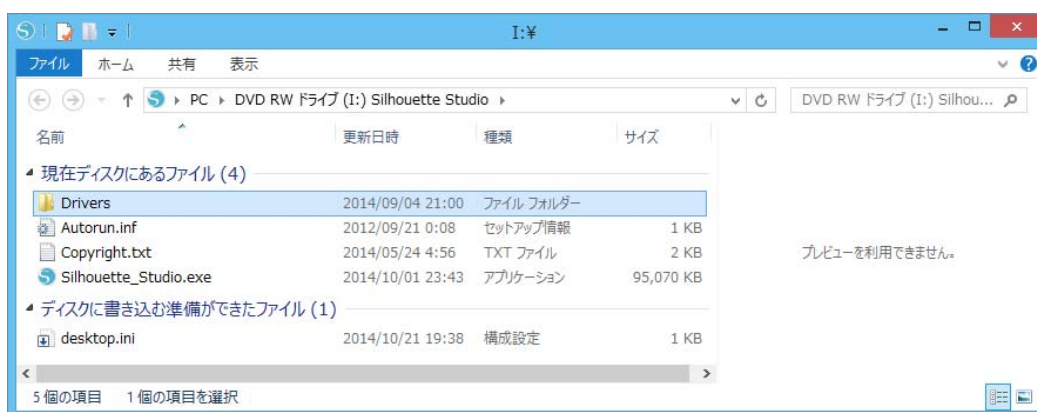 I:¥
ファイル ホーム 共有 表示
PC DVD RW ドライブ (I:) Silhouette Studio DVD RW ドライブ (I:) Silhou...
名前 更新日時 種類 サイズ
現在ディスクにあるファイル (4)
Drivers 2014/09/04 21:00 ファイル フォルダー
Autorun.inf 2012/09/21 0:08 セットアップ情報 1 KB
Copyright.txt 2014/05/24 4:56 TXT ファイル 2 KB
プレビューを利用できません。
Silhouette_Studio.exe 2014/10/01 23:43 アプリケーション 95,070 KB
ディスクに書き込む準備ができたファイル (1)
desktop.ini 2014/10/21 19:38 構成設定 1 KB
5 個の項目 1 個の項目を選択